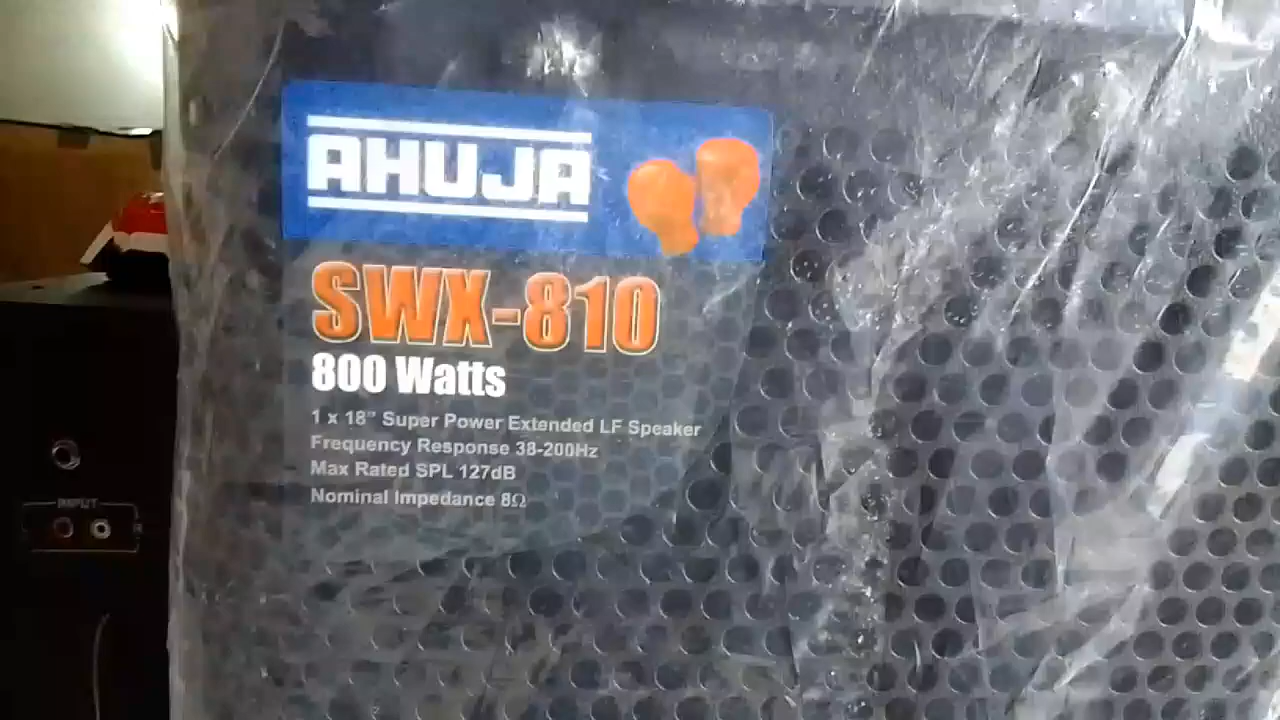 AHUJA
SWX-810
800 Watts
1 x 18" Super Power Extended LF Speaker
Frequency Response 38-200Hz
Max Rated SPL 127dB
Nominal Impedance 8Ω
INPUT